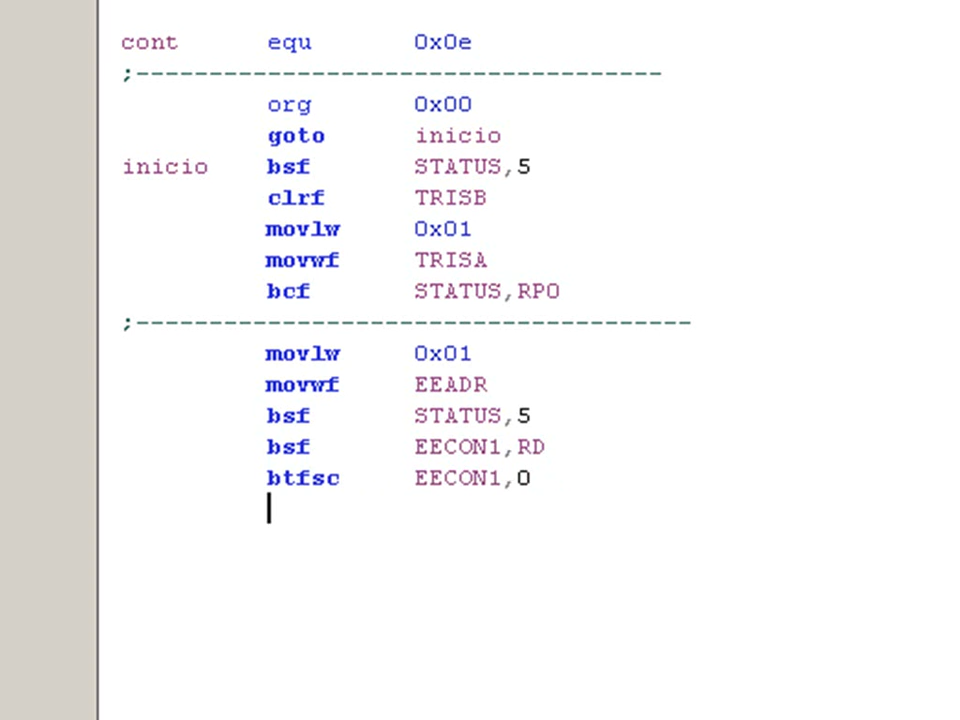 cont equ 0x0e
;------------------------------------
org 0x00
goto inicio
inicio bsf STATUS,5
clrf TRISB
movlw 0x01
movwf TRISA
bcf STATUS,RP0
;--------------------------------------
movlw 0x01
movwf EEADR
bsf STATUS,5
bsf EECON1,RD
btfsc EECON1,0